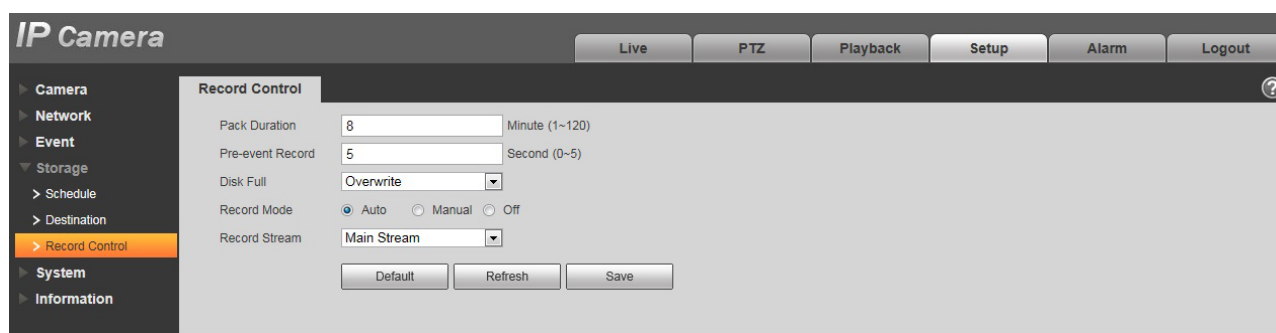 IP Camera
Live PTZ Playback Setup Alarm Logout
Camera
Network
Event
Storage
> Schedule
> Destination
> Record Control
System
Information
Record Control
?
Pack Duration 8 Minute (1~120)
Pre-event Record 5 Second (0~5)
Disk Full Overwrite
Record Mode Auto Manual Off
Record Stream Main Stream
Default Refresh Save